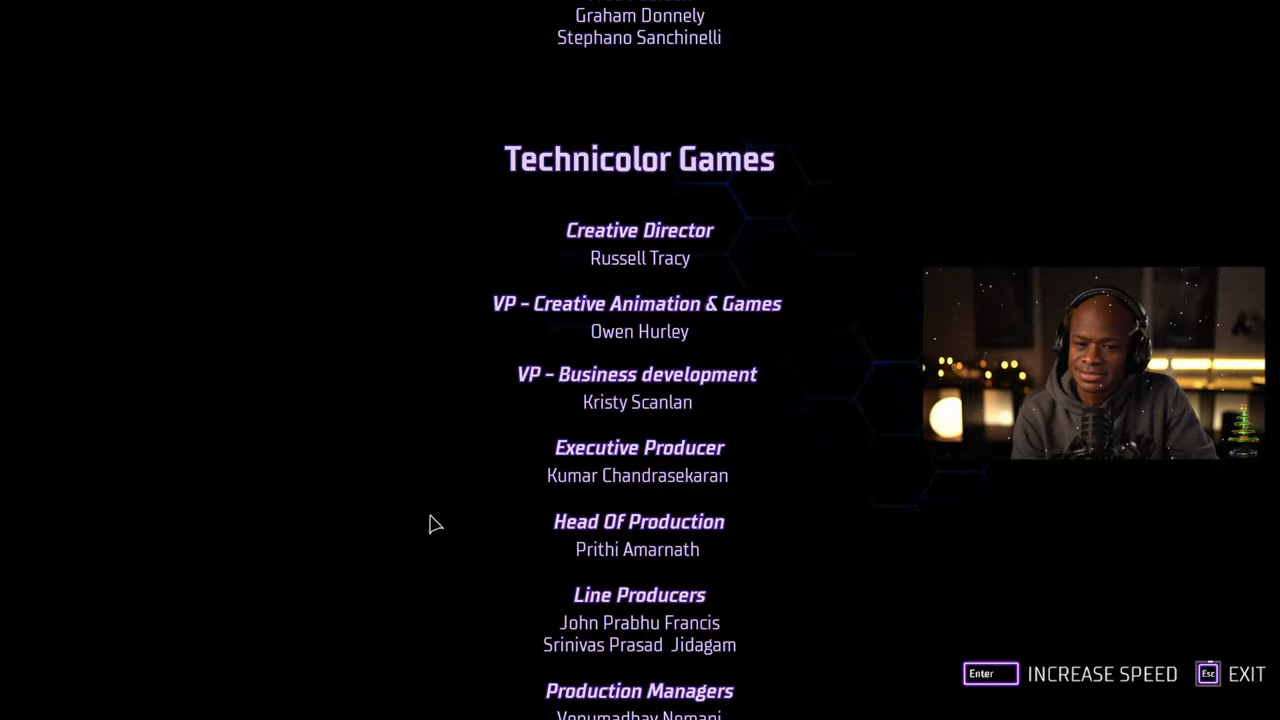 Graham Donnely
Stephano Sanchinelli
Technicolor Games
Creative Director
Russell Tracy
VP - Creative Animation & Games
Owen Hurley
VP - Business development
Kristy Scanlan
Executive Producer
Kumar Chandrasekaran
Head Of Production
Prithi Amarnath
Line Producers
John Prabhu Francis
Srinivas Prasad Jidagam
Production Managers
Enter INCREASE SPEED Esc EXIT